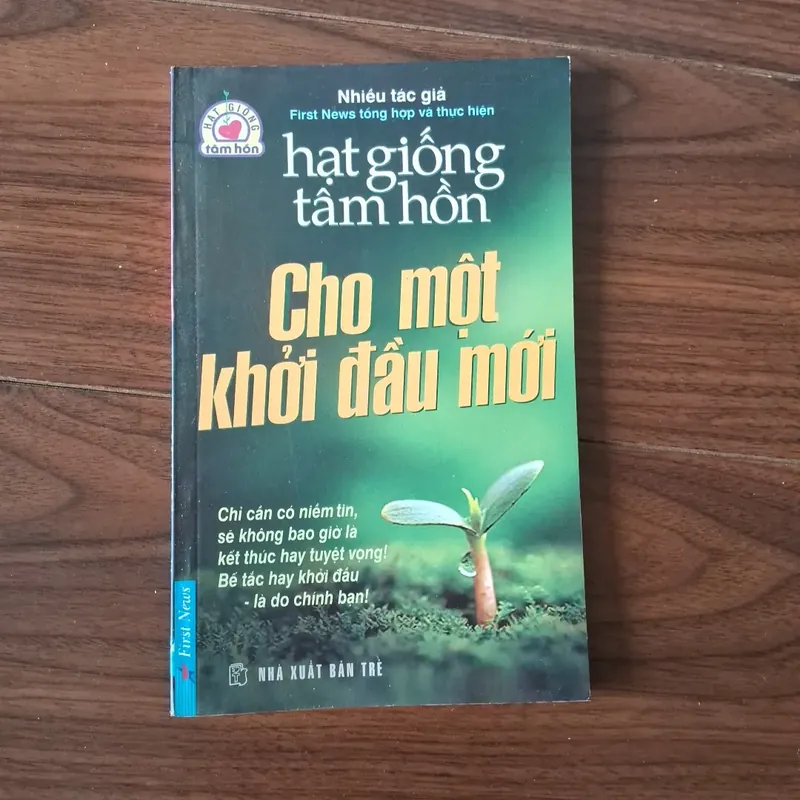 Nhiều tác giả
First News tổng hợp và thực hiện
HẠT GIỐNG
tâm hồn
hạt giống
tâm hồn
Cho một
khởi đầu mới
Chỉ cần có niềm tin,
sẽ không bao giờ là
kết thúc hay tuyệt vọng!
Bế tắc hay khởi đầu
- là do chính bạn!
First News
NHÀ XUẤT BẢN TRẺ